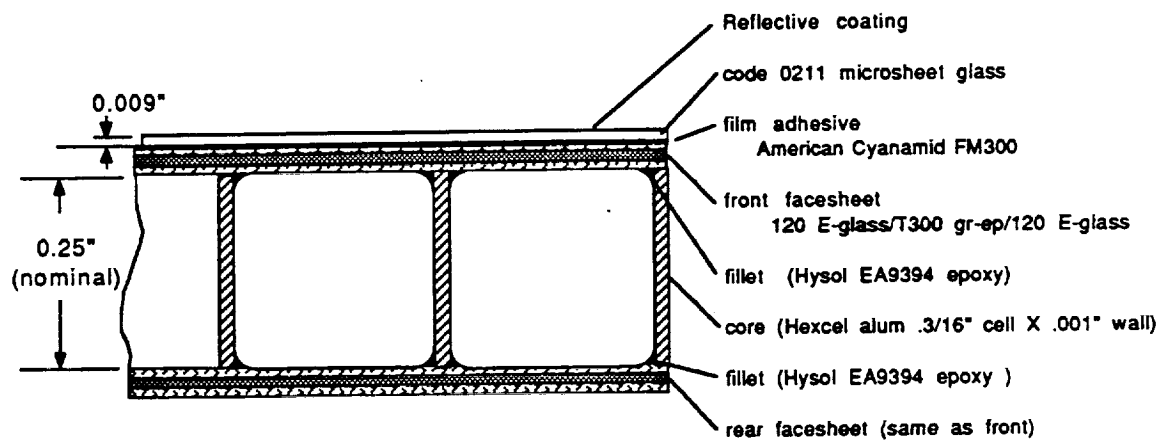 Reflective coating
code 0211 microsheet glass
0.009"
film adhesive
American Cyanamid FM300
front facesheet
120 E-glass/T300 gr-ep/120 E-glass
0.25"
(nominal)
fillet (Hysol EA9394 epoxy)
core (Hexcel alum .3/16" cell X .001" wall)
fillet (Hysol EA9394 epoxy )
rear facesheet (same as front)